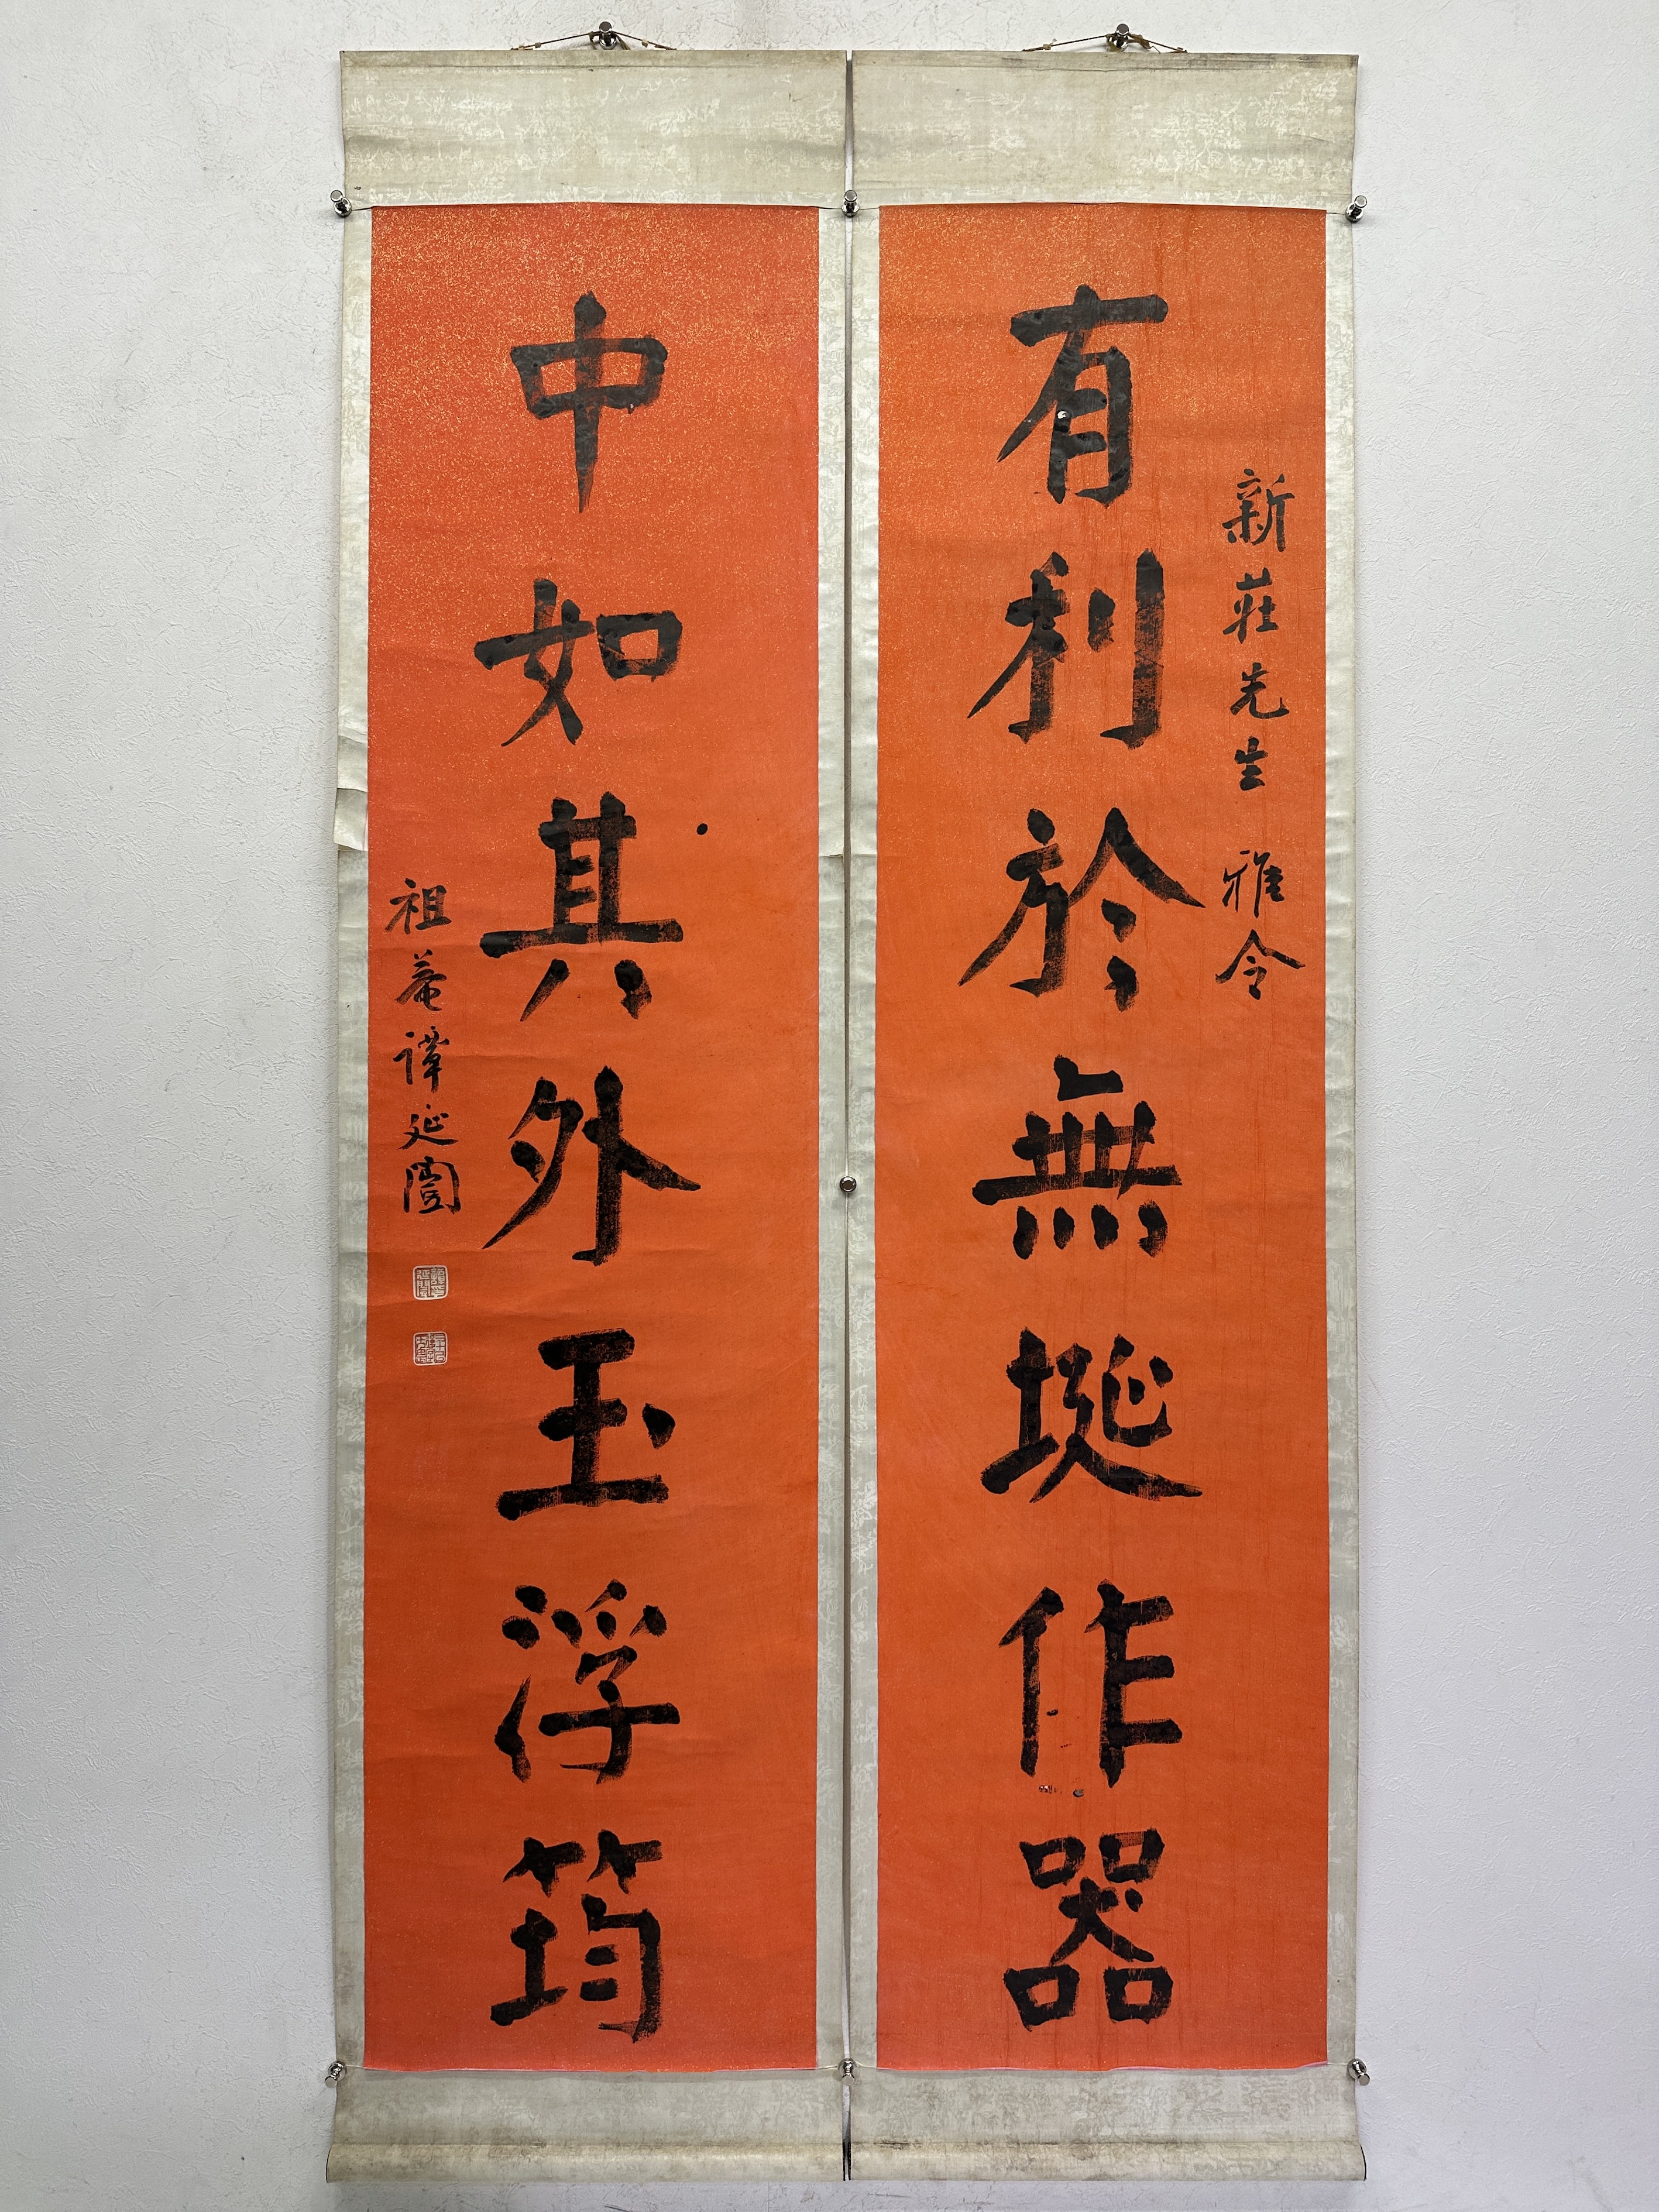 新莊先生 雅令
有利於無埏作器
中如其外玉浮筠
祖菴譚延闓